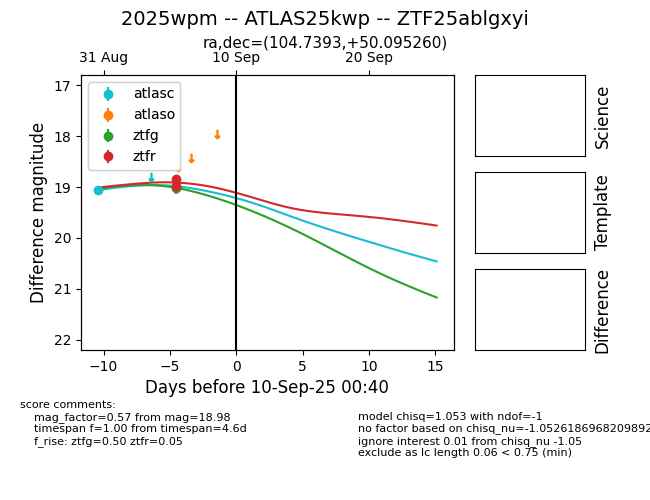 2025wpm -- ATLAS25kwp -- ZTF25ablgxyi
ra,dec=(104.7393,+50.095260)
31 Aug 10 Sep 20 Sep
atlasc
atlaso
ztfg
ztfr
17
18
19
20
21
22
Difference magnitude
−10 −5 0 5 10 15
Days before 10-Sep-25 00:40
Science
Template
Difference
score comments:
mag_factor=0.57 from mag=18.98
timespan f=1.00 from timespan=4.6d
f_rise: ztfg=0.50 ztfr=0.05
model chisq=1.053 with ndof=-1
no factor based on chisq_nu=-1.0526186968209892
ignore interest 0.01 from chisq_nu -1.05
exclude as lc length 0.06 < 0.75 (min)